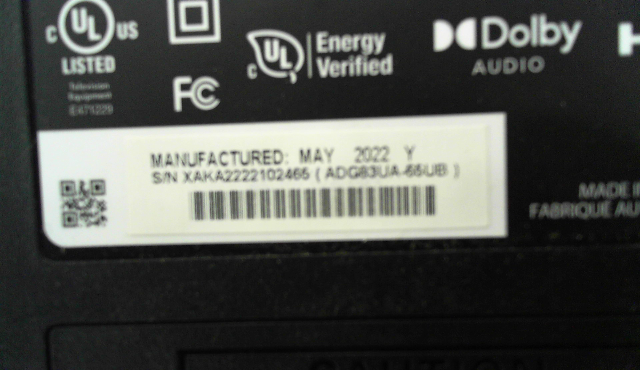 c UL US
LISTED
Television
Equipment
E471229
FC
c UL Energy
Verified
Dolby
AUDIO
H
MANUFACTURED: MAY 2022 Y
S/N XAKA2222102465 ( ADG83UA-65UB )
MADE I
FABRIQUÉ AU
CAUTION